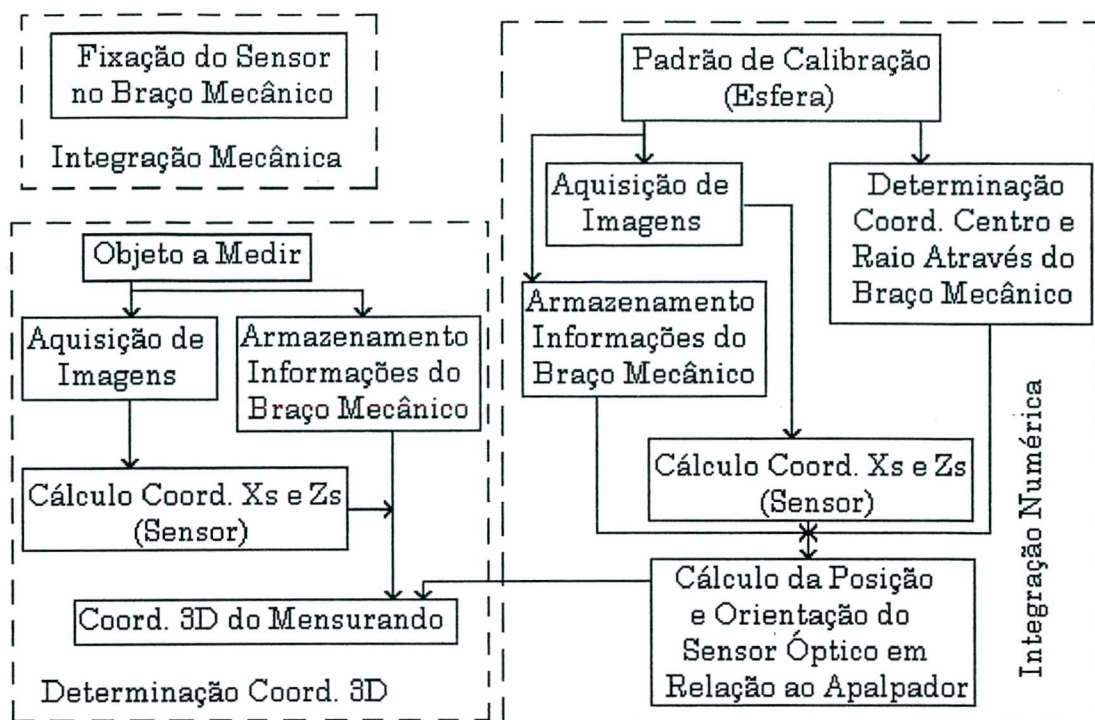 Fixação do Sensor
no Braço Mecânico
Integração Mecânica
Objeto a Medir
Aquisição de
Imagens
Armazenamento
Informações do
Braço Mecânico
Cálculo Coord. Xs e Zs
(Sensor)
Coord. 3D do Mensurando
Determinação Coord. 3D
Padrão de Calibração
(Esfera)
Aquisição de
Imagens
Determinação
Coord. Centro e
Raio Através do
Braço Mecânico
Armazenamento
Informações do
Braço Mecânico
Cálculo Coord. Xs e Zs
(Sensor)
Cálculo da Posição
e Orientação do
Sensor Óptico em
Relação ao Apalpador
Integração Numérica